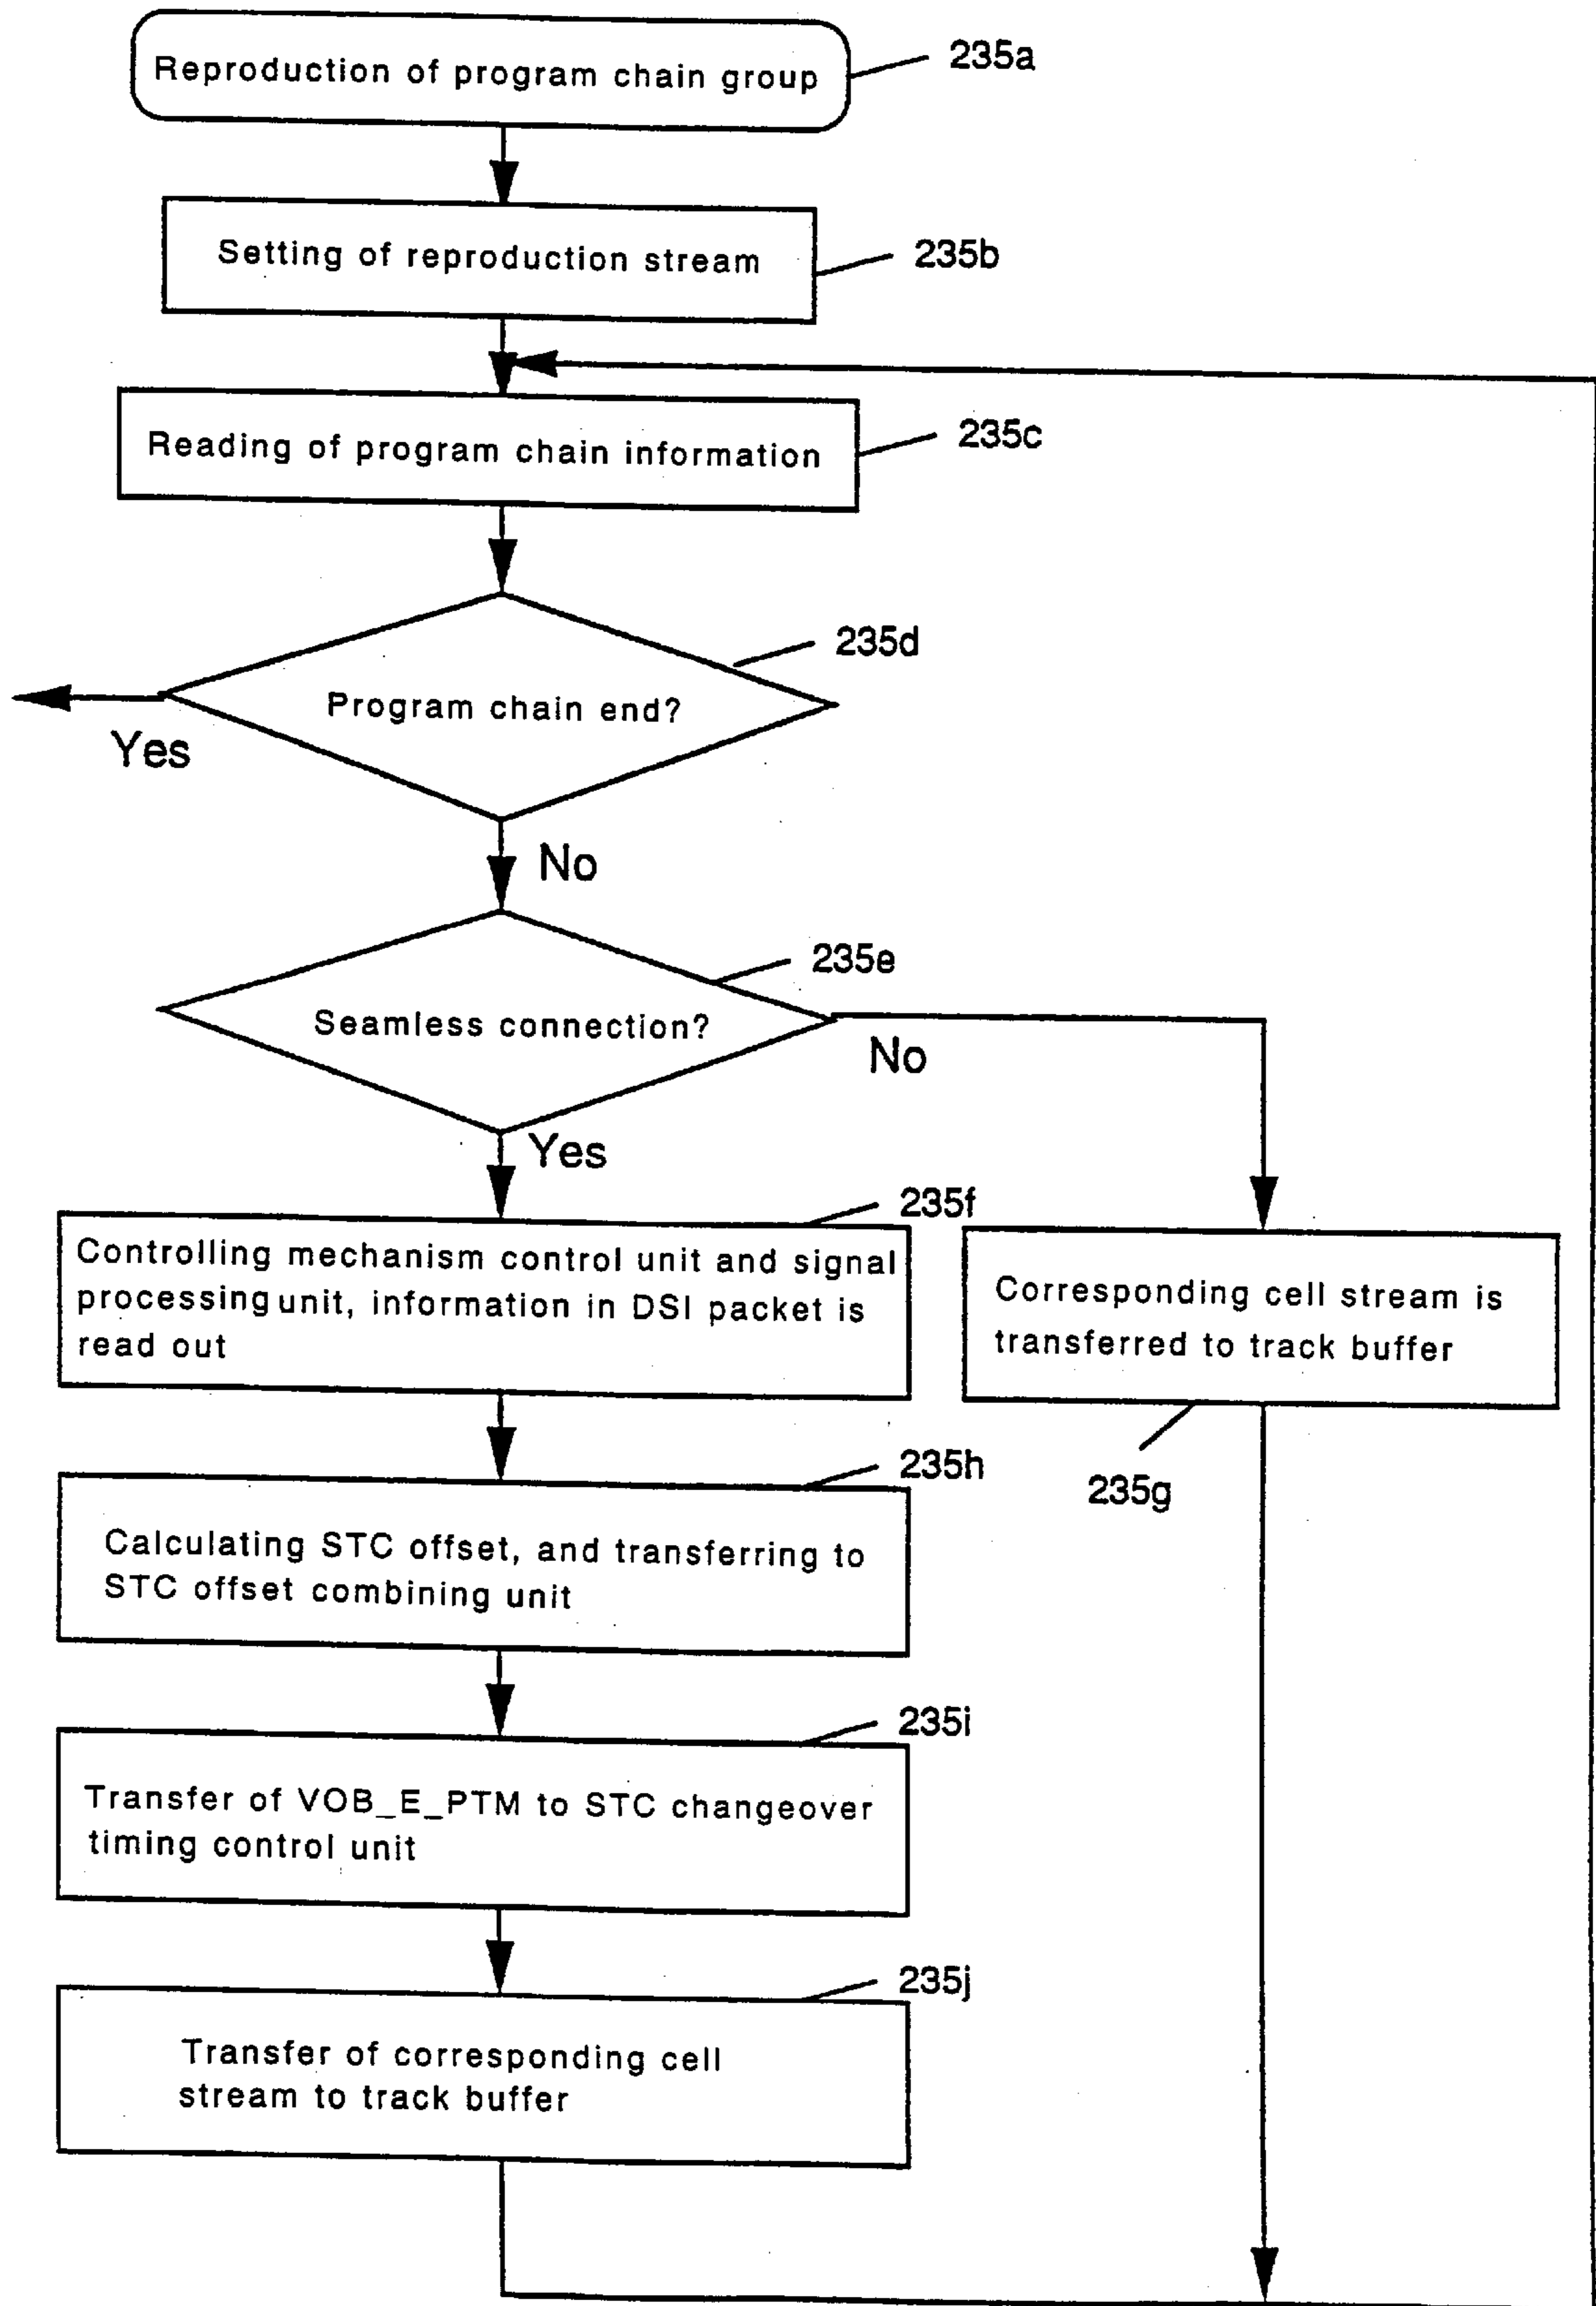 Reproduction of program chain group
235a
Setting of reproduction stream
235b
Reading of program chain information
235c
235d
Program chain end?
Yes
No
235e
Seamless connection?
No
Yes
235f
Controlling mechanism control unit and signal
processing unit, information in DSI packet is
read out
Corresponding cell stream is
transferred to track buffer
235g
235h
Calculating STC offset, and transferring to
STC offset combining unit
235i
Transfer of VOB_E_PTM to STC changeover
timing control unit
235j
Transfer of corresponding cell
stream to track buffer